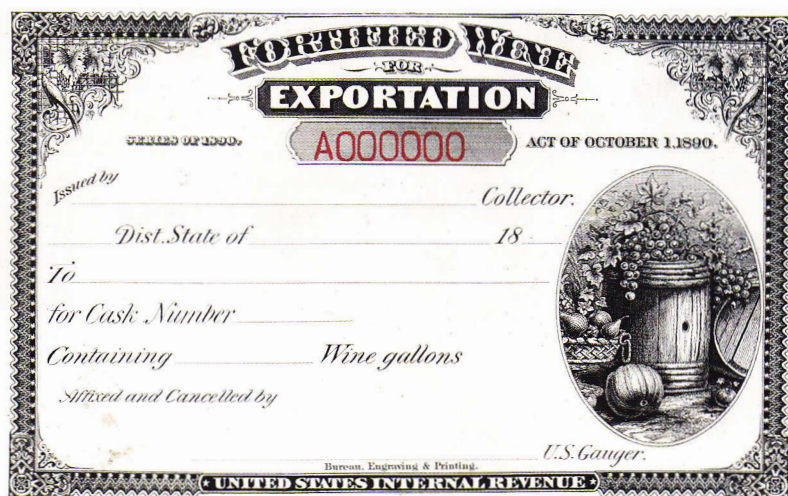 FORTIFIED WINE
FOR
EXPORTATION
SERIES OF 1890. A000000 ACT OF OCTOBER 1.1890.
Issued by Collector.
Dist. State of 18
To
for Cask Number
Containing Wine gallons
Affixed and Cancelled by
U.S. Gauger.
Bureau, Engraving & Printing.
UNITED STATES INTERNAL REVENUE